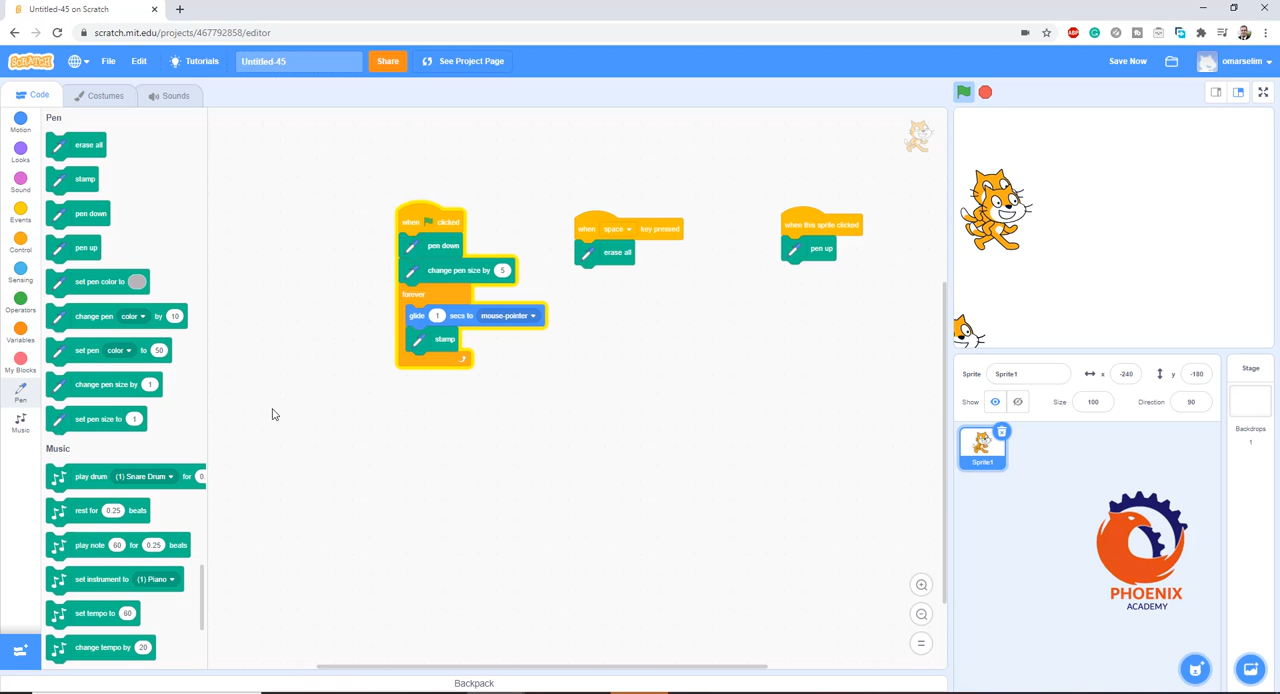 Untitled-45 on Scratch
scratch.mit.edu/projects/467792858/editor
SCRATCH
File
Edit
Tutorials
Untitled-45
Share
See Project Page
Save Now
omarselim
Code
Costumes
Sounds
Motion
Looks
Sound
Events
Control
Sensing
Operators
Variables
My Blocks
Pen
Music
Pen
erase all
stamp
pen down
pen up
set pen color to
change pen color by 10
set pen color to 50
change pen size by 1
set pen size to 1
Music
play drum (1) Snare Drum for 0.
rest for 0.25 beats
play note 60 for 0.25 beats
set instrument to (1) Piano
set tempo to 60
change tempo by 20
when clicked
pen down
change pen size by 5
forever
glide 1 secs to mouse-pointer
stamp
when space key pressed
erase all
when this sprite clicked
pen up
Sprite Sprite1 x -240 y -180
Show Size 100 Direction 90
Sprite1
Stage
Backdrops
1
PHOENIX
ACADEMY
Backpack